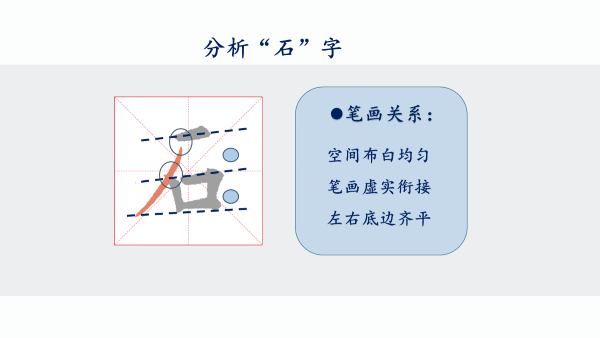 分析“石”字
石
●笔画关系：
空间布白均匀
笔画虚实衔接
左右底边齐平